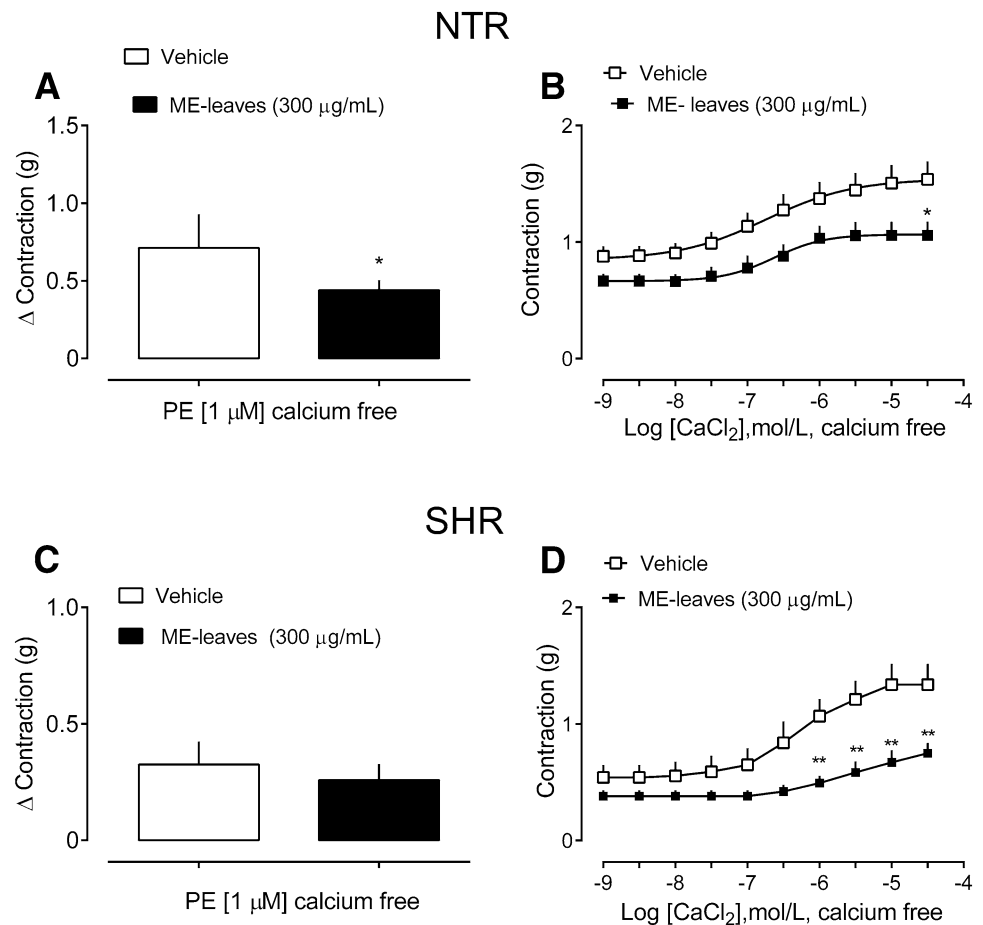 NTR
A
Vehicle
ME-leaves (300 μg/mL)
1.5
1.0
0.5
0
Δ Contraction (g)
*
PE [1 μM] calcium free
B
Vehicle
ME- leaves (300 μg/mL)
2
1
0
Contraction (g)
*
-9 -8 -7 -6 -5 -4
Log [CaCl₂],mol/L, calcium free
SHR
C
Vehicle
ME-leaves (300 μg/mL)
1.0
0.5
0
Δ Contraction (g)
PE [1 μM] calcium free
D
Vehicle
ME-leaves (300 μg/mL)
2
1
0
Contraction (g)
** ** ** **
-9 -8 -7 -6 -5 -4
Log [CaCl₂],mol/L, calcium free